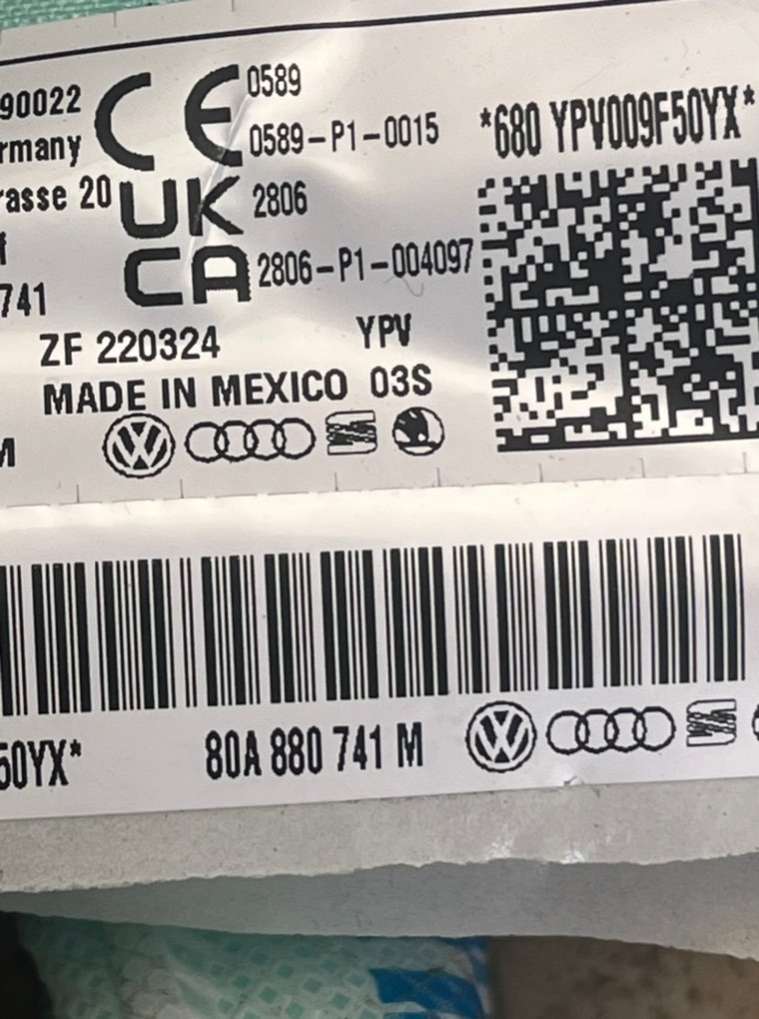 90022 CE 0589
rmany 0589-P1-0015 *680 YPV009F50YX*
rasse 20 UK 2806
CA 2806-P1-004097
741
ZF 220324 YPV
MADE IN MEXICO 03S
M
50YX* 80A 880 741 M